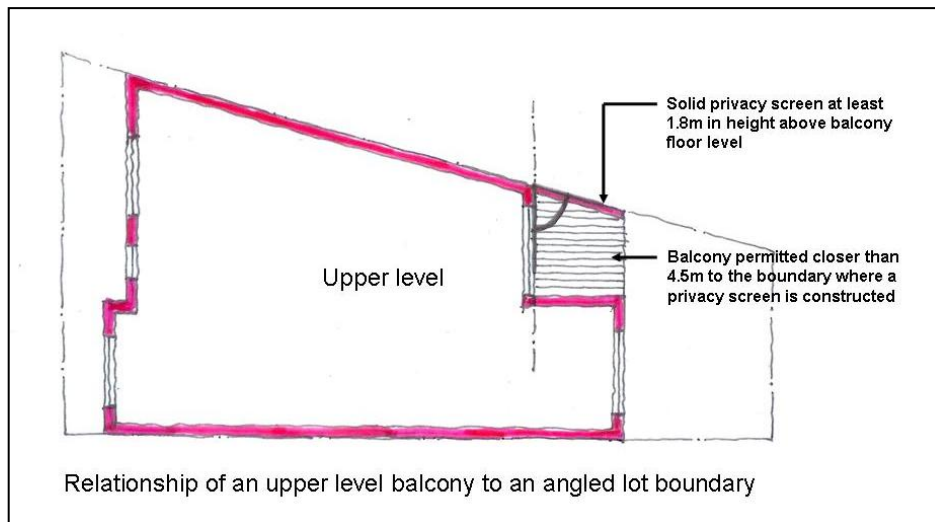 Solid privacy screen at least
1.8m in height above balcony
floor level
Upper level
Balcony permitted closer than
4.5m to the boundary where a
privacy screen is constructed
Relationship of an upper level balcony to an angled lot boundary